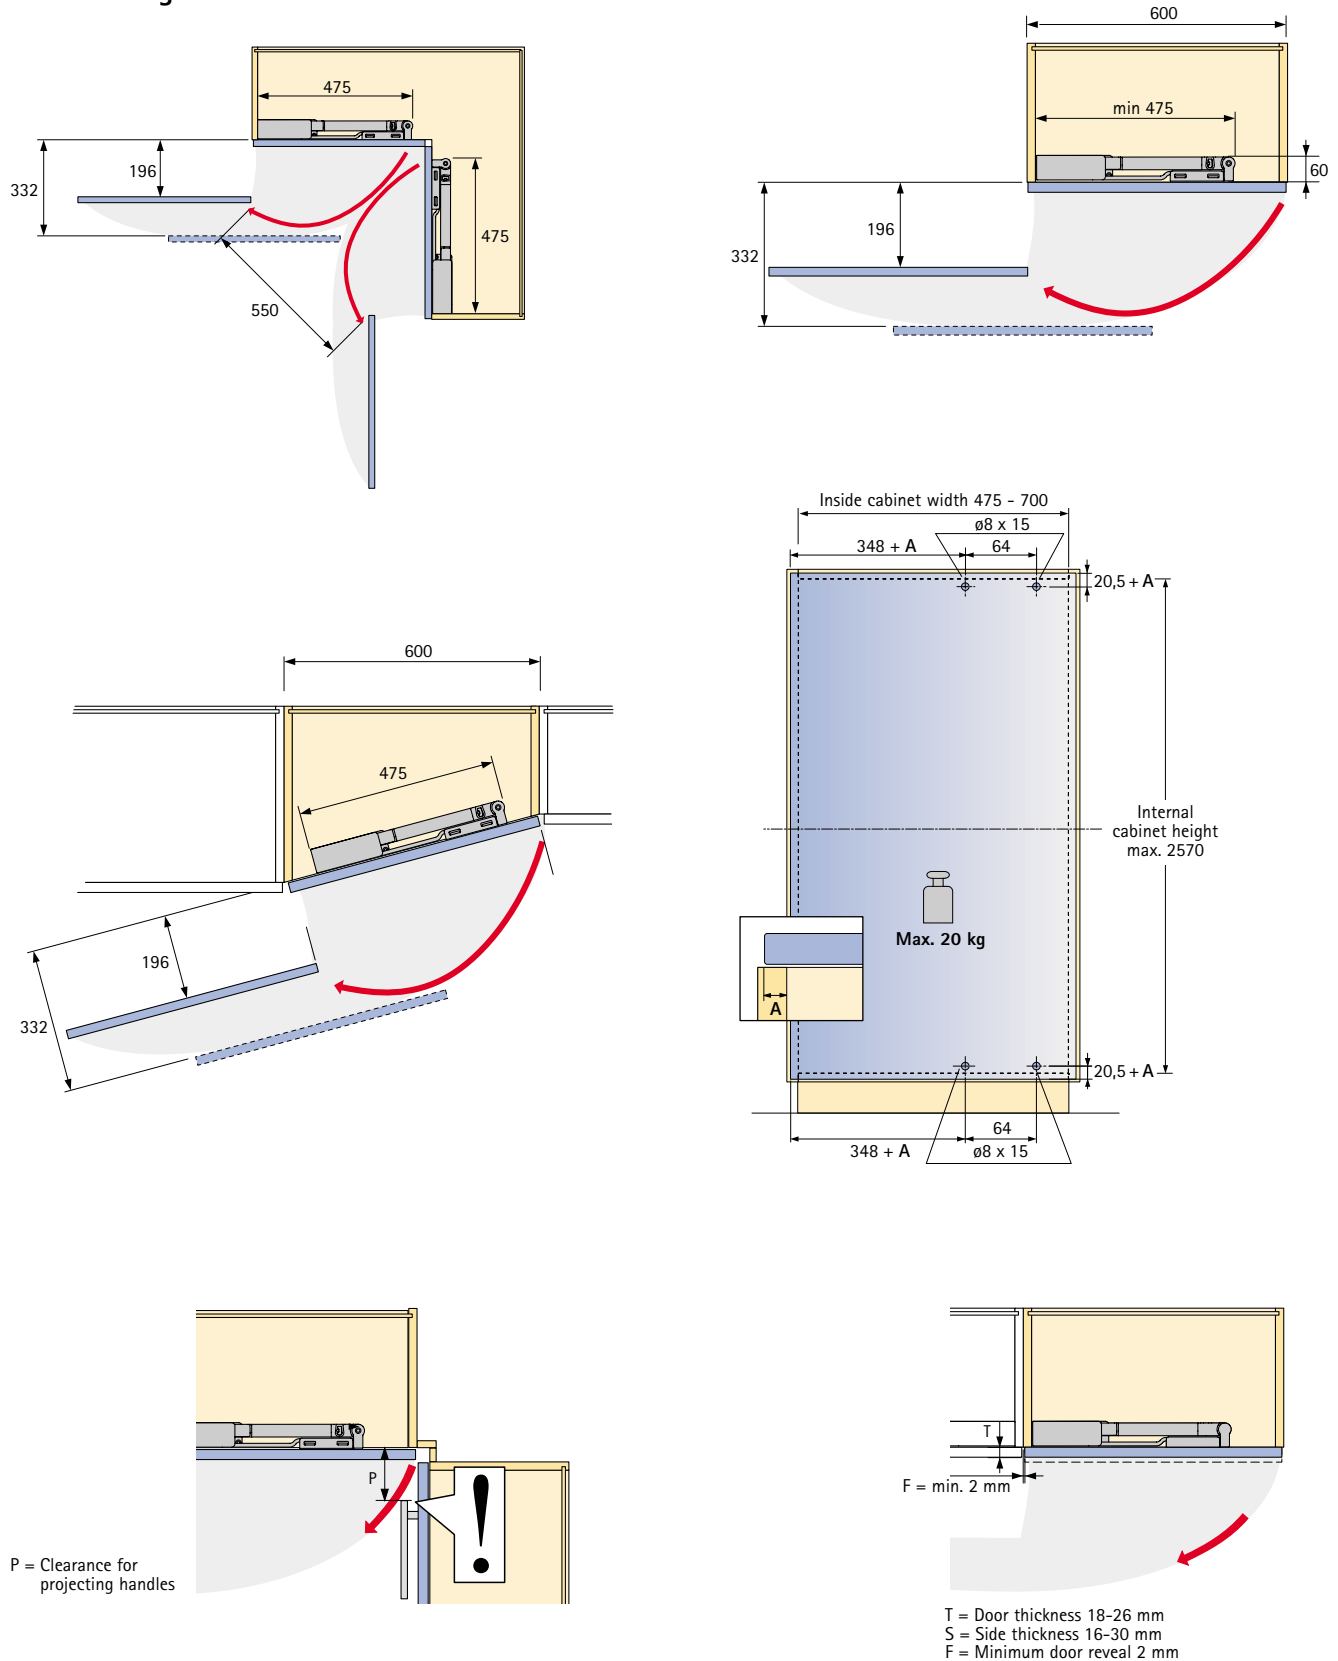 475
196
332
475
550
600
min 475
60
196
332
Inside cabinet width 475 - 700
ø8 x 15
348 + A
64
20,5 + A
Internal
cabinet height
max. 2570
Max. 20 kg
A
20,5 + A
64
348 + A
ø8 x 15
600
475
196
332
P
P = Clearance for
projecting handles
T
F = min. 2 mm
T = Door thickness 18-26 mm
S = Side thickness 16-30 mm
F = Minimum door reveal 2 mm